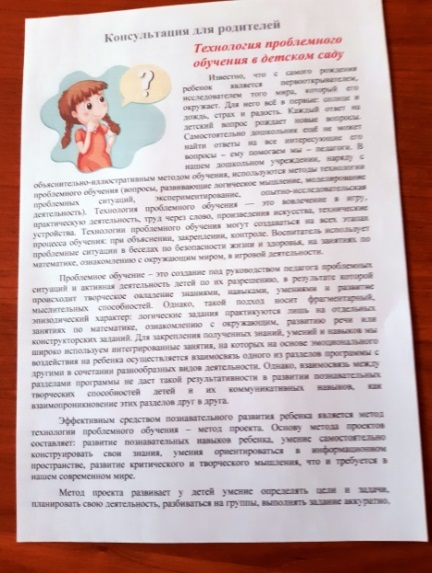 Консультация для родителей
Технология проблемного
обучения в детском саду
?
Известно, что с самого рождения
ребенок является первооткрывателем,
исследователем того мира, который его
окружает. Для него всё в первые: солнце и
дождь, страх и радость. Каждый ответ на
детский вопрос рождает новые вопросы.
Самостоятельно дошкольник ещё не может
найти ответы на все интересующие его
вопросы – ему помогаем мы – педагоги. В
нашем дошкольном учреждении, наряду с
объяснительно-иллюстративным методом обучения, используются методы технологии
проблемного обучения (вопросы, развивающие логическое мышление, моделирование
проблемных ситуаций, экспериментирование, опытно-исследовательская
деятельность). Технология проблемного обучения — это вовлечение в игру,
практическую деятельность, труд через слово, произведения искусства, технические
устройства. Технологии проблемного обучения могут создаваться на всех этапах
процесса обучения: при объяснении, закреплении, контроле. Воспитатель использует
проблемные ситуации в беседах по безопасности жизни и здоровья, на занятиях по
математике, ознакомлению с окружающим миром, в игровой деятельности.
Проблемное обучение – это создание под руководством педагога проблемных
ситуаций и активная деятельность детей по их разрешению, в результате которой
происходит творческое овладение знаниями, навыками, умениями и развитие
мыслительных способностей. Однако, такой подход носит фрагментарный,
эпизодический характер: логические задания практикуются лишь на отдельных
занятиях по математике, ознакомлению с окружающим, развитию речи или
конструкторских заданий. Для закрепления полученных знаний, умений и навыков мы
широко используем интегрированные занятия, на которых на основе эмоционального
воздействия на ребенка осуществляется взаимосвязь одного из разделов программы с
другими в сочетании разнообразных видов деятельности. Однако, взаимосвязь между
разделами программы не дает такой результативности в развитии познавательных
творческих способностей детей и их коммуникативных навыков, как
взаимопроникновение этих разделов друг в друга.
Эффективным средством познавательного развития ребенка является метод
технологии проблемного обучения – метод проекта. Основу метода проектов
составляет: развитие познавательных навыков ребенка, умение самостоятельно
конструировать свои знания, умения ориентироваться в информационном
пространстве, развитие критического и творческого мышления, что и требуется в
нашем современном мире.
Метод проекта развивает у детей умение определять цели и задачи,
планировать свою деятельность, разбиваться на группы, выполнять задание аккуратно,